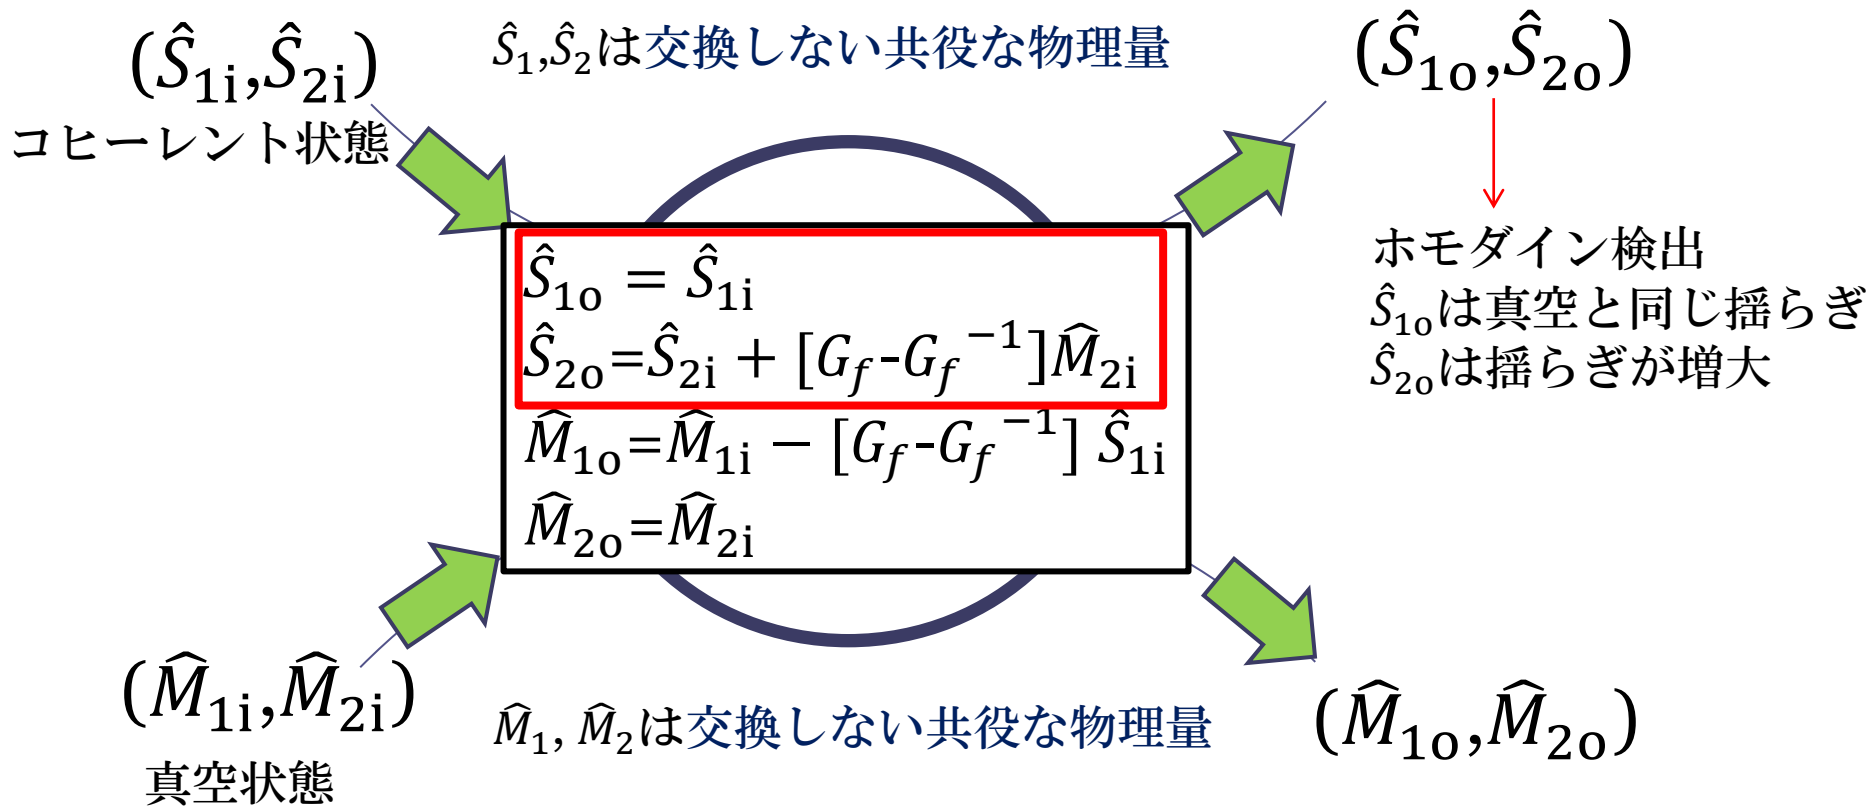 (Ŝ₁ᵢ,Ŝ₂ᵢ)
コヒーレント状態
Ŝ₁,Ŝ₂は交換しない共役な物理量
(Ŝ₁ₒ,Ŝ₂ₒ)
ホモダイン検出
Ŝ₁ₒは真空と同じ揺らぎ
Ŝ₂ₒは揺らぎが増大
Ŝ₁ₒ = Ŝ₁ᵢ
Ŝ₂ₒ=Ŝ₂ᵢ + [G_f-G_f⁻¹]M̂₂ᵢ
M̂₁ₒ=M̂₁ᵢ − [G_f-G_f⁻¹] Ŝ₁ᵢ
M̂₂ₒ=M̂₂ᵢ
(M̂₁ᵢ,M̂₂ᵢ)
真空状態
M̂₁, M̂₂は交換しない共役な物理量
(M̂₁ₒ,M̂₂ₒ)